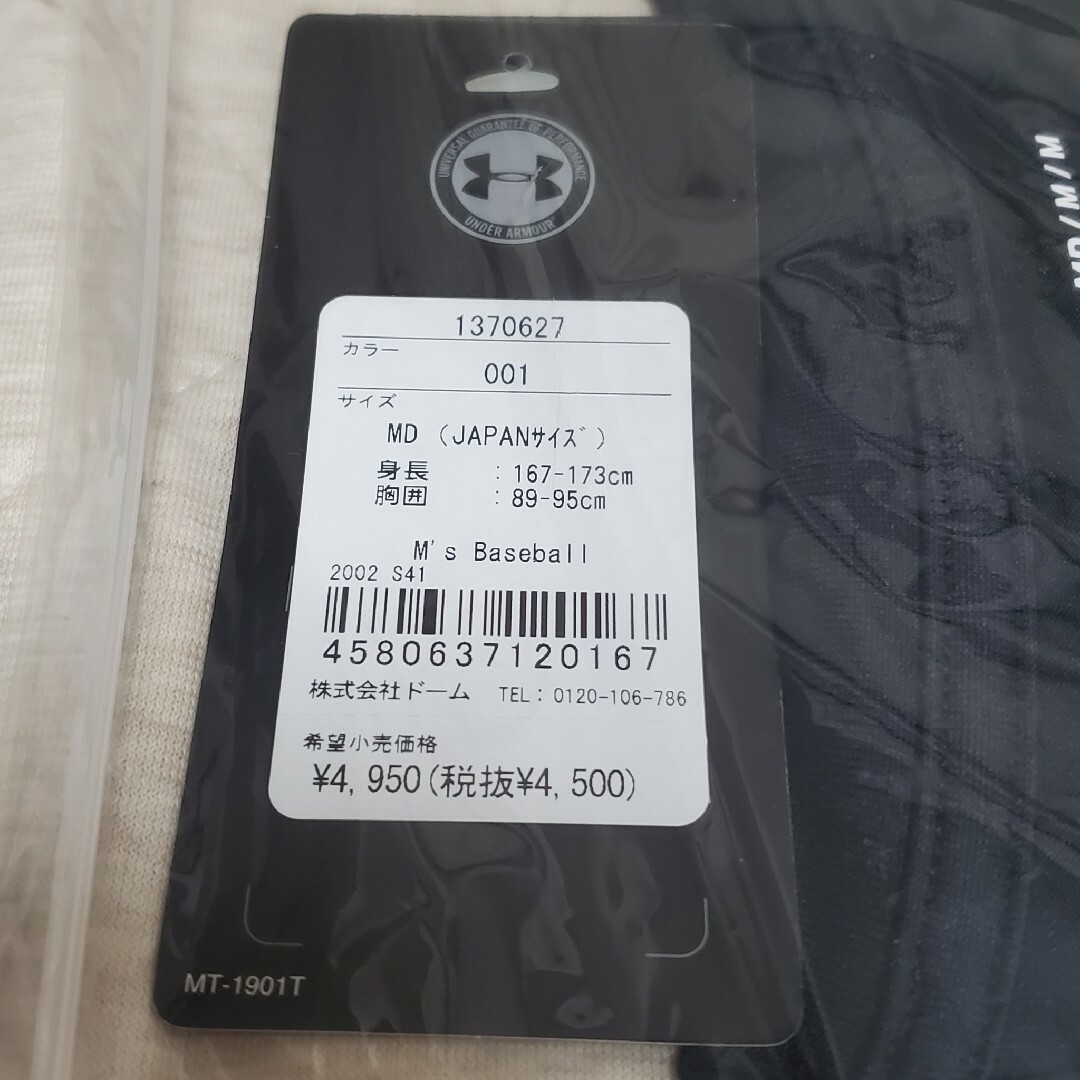 UNIVERSAL GUARANTEE OF PERFORMANCE
UNDER ARMOUR
1370627
カラー
001
サイズ
MD (JAPANｻｲｽﾞ)
身長 : 167-173cm
胸囲 : 89-95cm
M's Baseball
2002 S41
4580637120167
株式会社ドーム TEL: 0120-106-786
希望小売価格
¥4,950(税抜¥4,500)
MT-1901T
MD/M/M